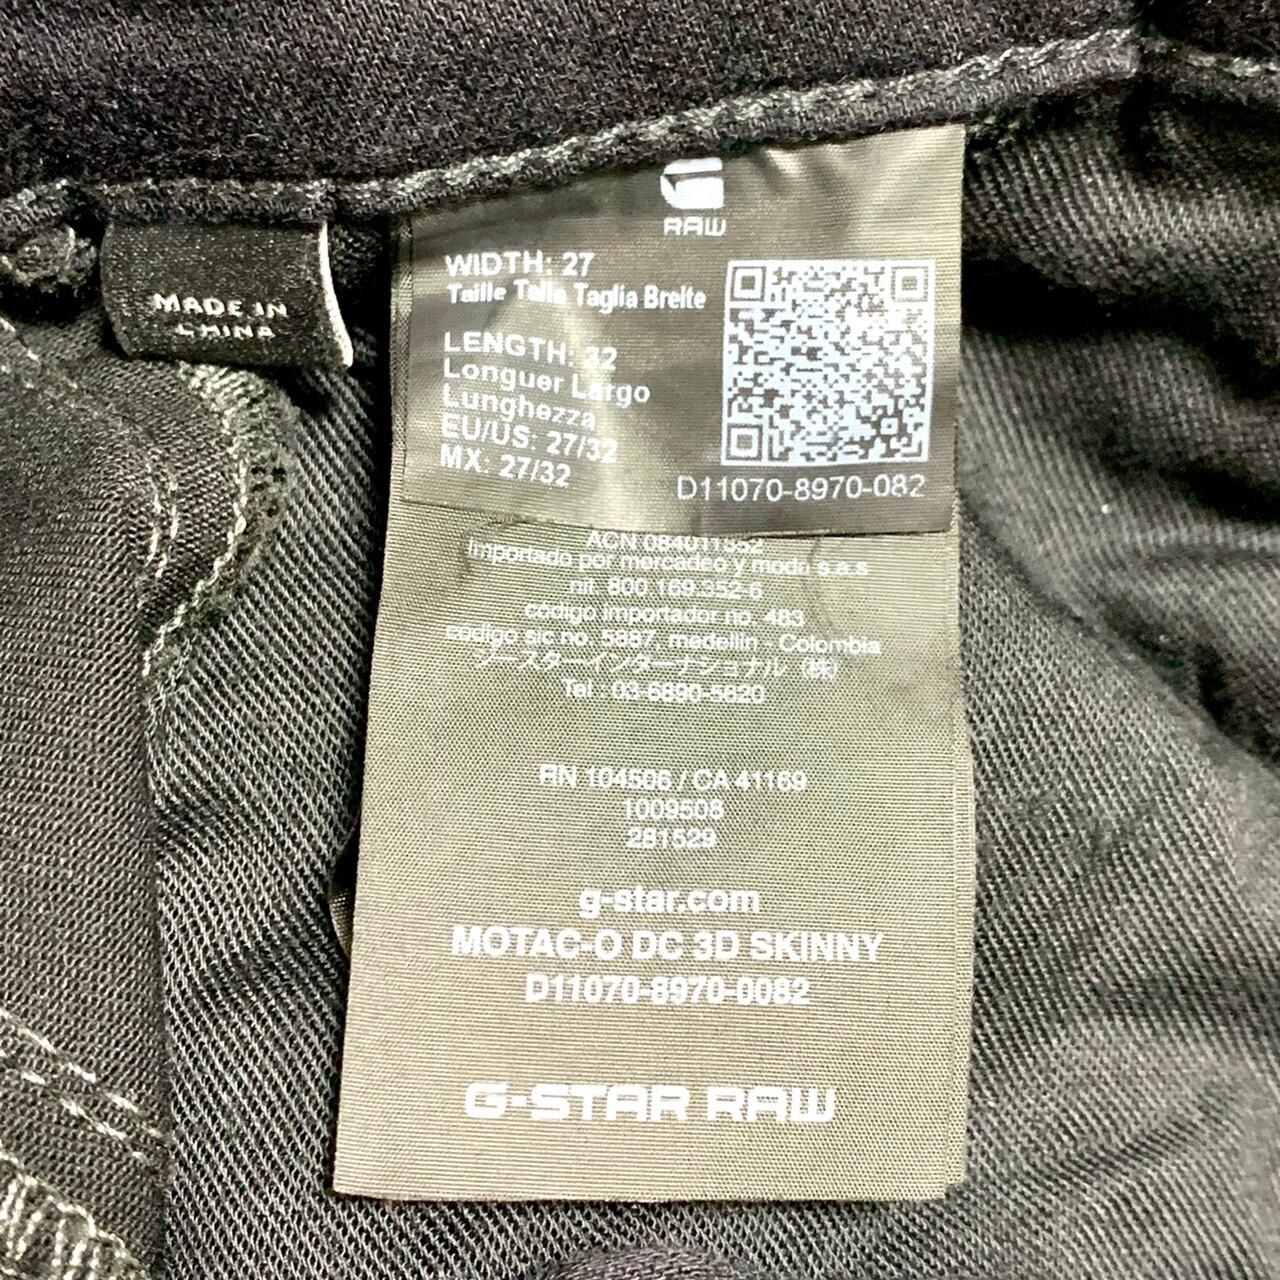 MADE IN
CHINA
RAW
WIDTH: 27
Taille Talla Taglia Breite
LENGTH: 32
Longuer Largo
Lunghezza
EU/US: 27/32
MX: 27/32
D11070-8970-082
ACN 084011352
Importado por mercadeo y moda s.a.s
nit. 800 169 352-6
código importador no. 483
código sic no. 5887, medellin - Colombia
ジースターインターナショナル (株)
Tel : 03-6890-5620
RN 104506 / CA 41169
1009508
281529
g-star.com
MOTAC-O DC 3D SKINNY
D11070-8970-0082
G-STAR RAW